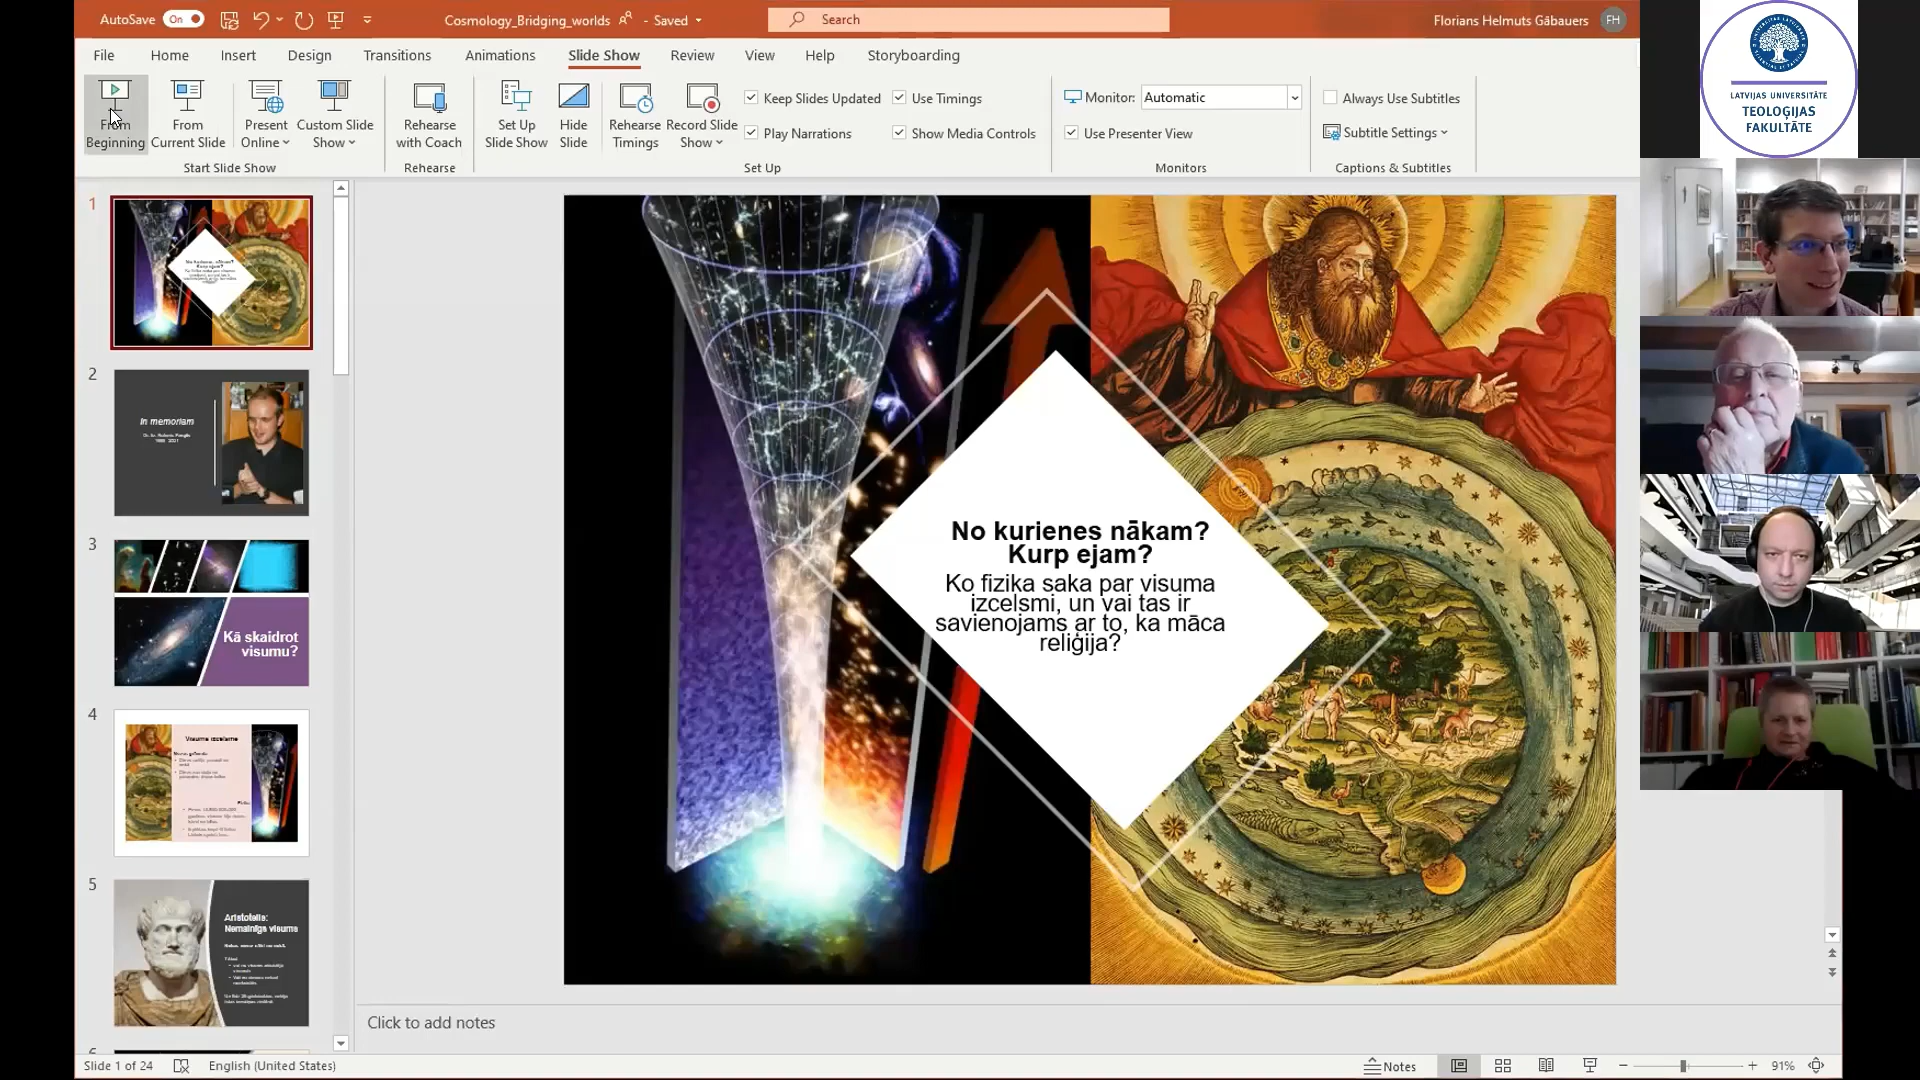 AutoSave On
Cosmology_Bridging_worlds - Saved
Search
Florians Helmuts Gābauers FH
File Home Insert Design Transitions Animations Slide Show Review View Help Storyboarding
From Beginning
From Current Slide
Present Online
Custom Slide Show
Start Slide Show
Rehearse with Coach
Rehearse
Set Up Slide Show
Hide Slide
Rehearse Timings
Record Slide Show
Keep Slides Updated
Play Narrations
Use Timings
Show Media Controls
Set Up
Monitor: Automatic
Use Presenter View
Monitors
Always Use Subtitles
Subtitle Settings
Captions & Subtitles
LATVIJAS UNIVERSITĀTE
TEOLOĢIJAS
FAKULTĀTE
1
2
In memoriam
3
Kā skaidrot
visumu?
4
Visuma izcelsme
5
Aristotelis:
Nemainīgs visums
6
No kurienes nākam?
Kurp ejam?
Ko fizika saka par visuma
izcelsmi, un vai tas ir
savienojams ar to, ka māca
reliģija?
Click to add notes
Slide 1 of 24
English (United States)
Notes
91%